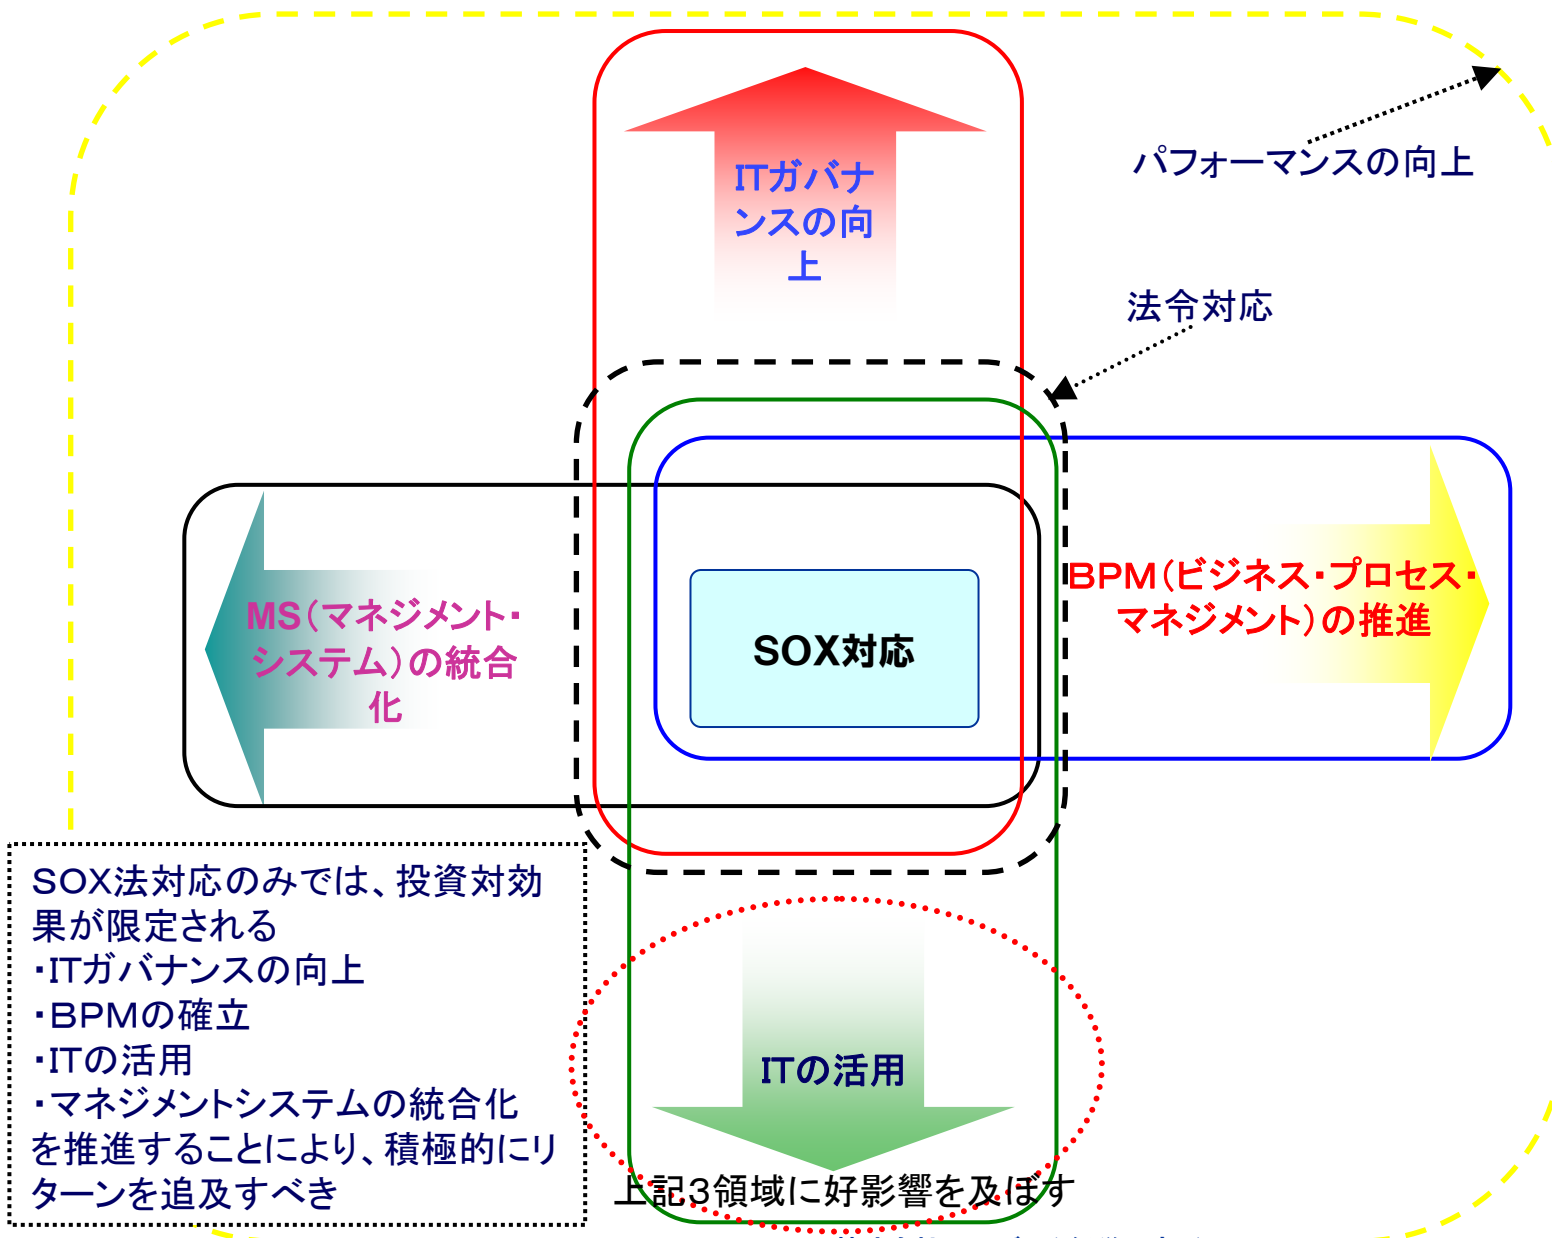 パフォーマンスの向上
ITガバナ
ンスの向
上
法令対応
BPM(ビジネス・プロセス・
マネジメント)の推進
MS(マネジメント・
システム)の統合
化
SOX対応
SOX法対応のみでは、投資対効
果が限定される
・ITガバナンスの向上
・BPMの確立
・ITの活用
・マネジメントシステムの統合化
を推進することにより、積極的にリ
ターンを追及すべき
ITの活用
上記3領域に好影響を及ぼす